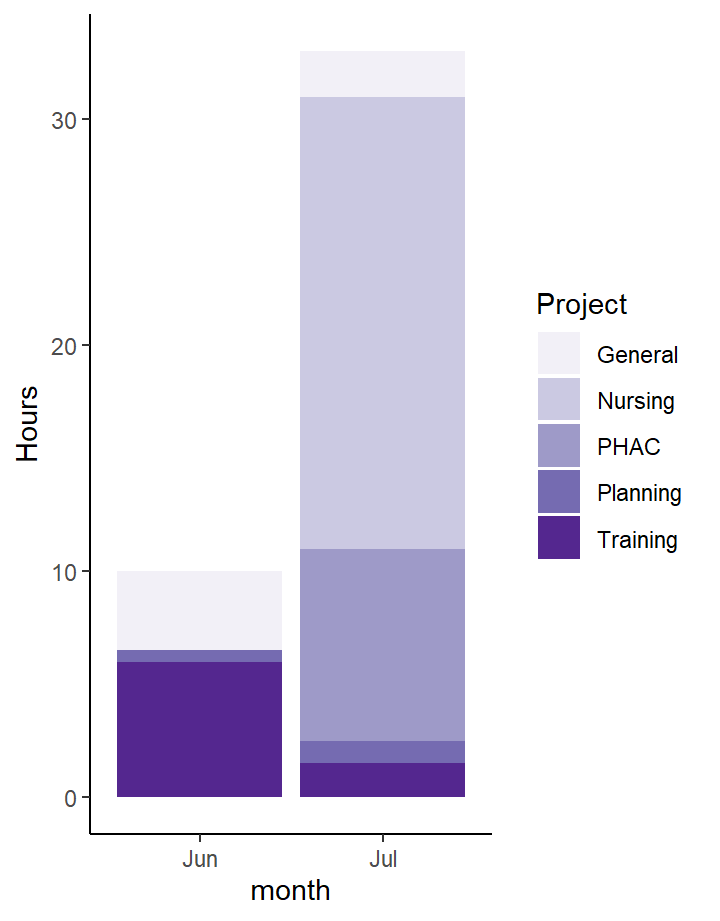 30
20
10
0
Hours
Jun Jul
month
Project
General
Nursing
PHAC
Planning
Training